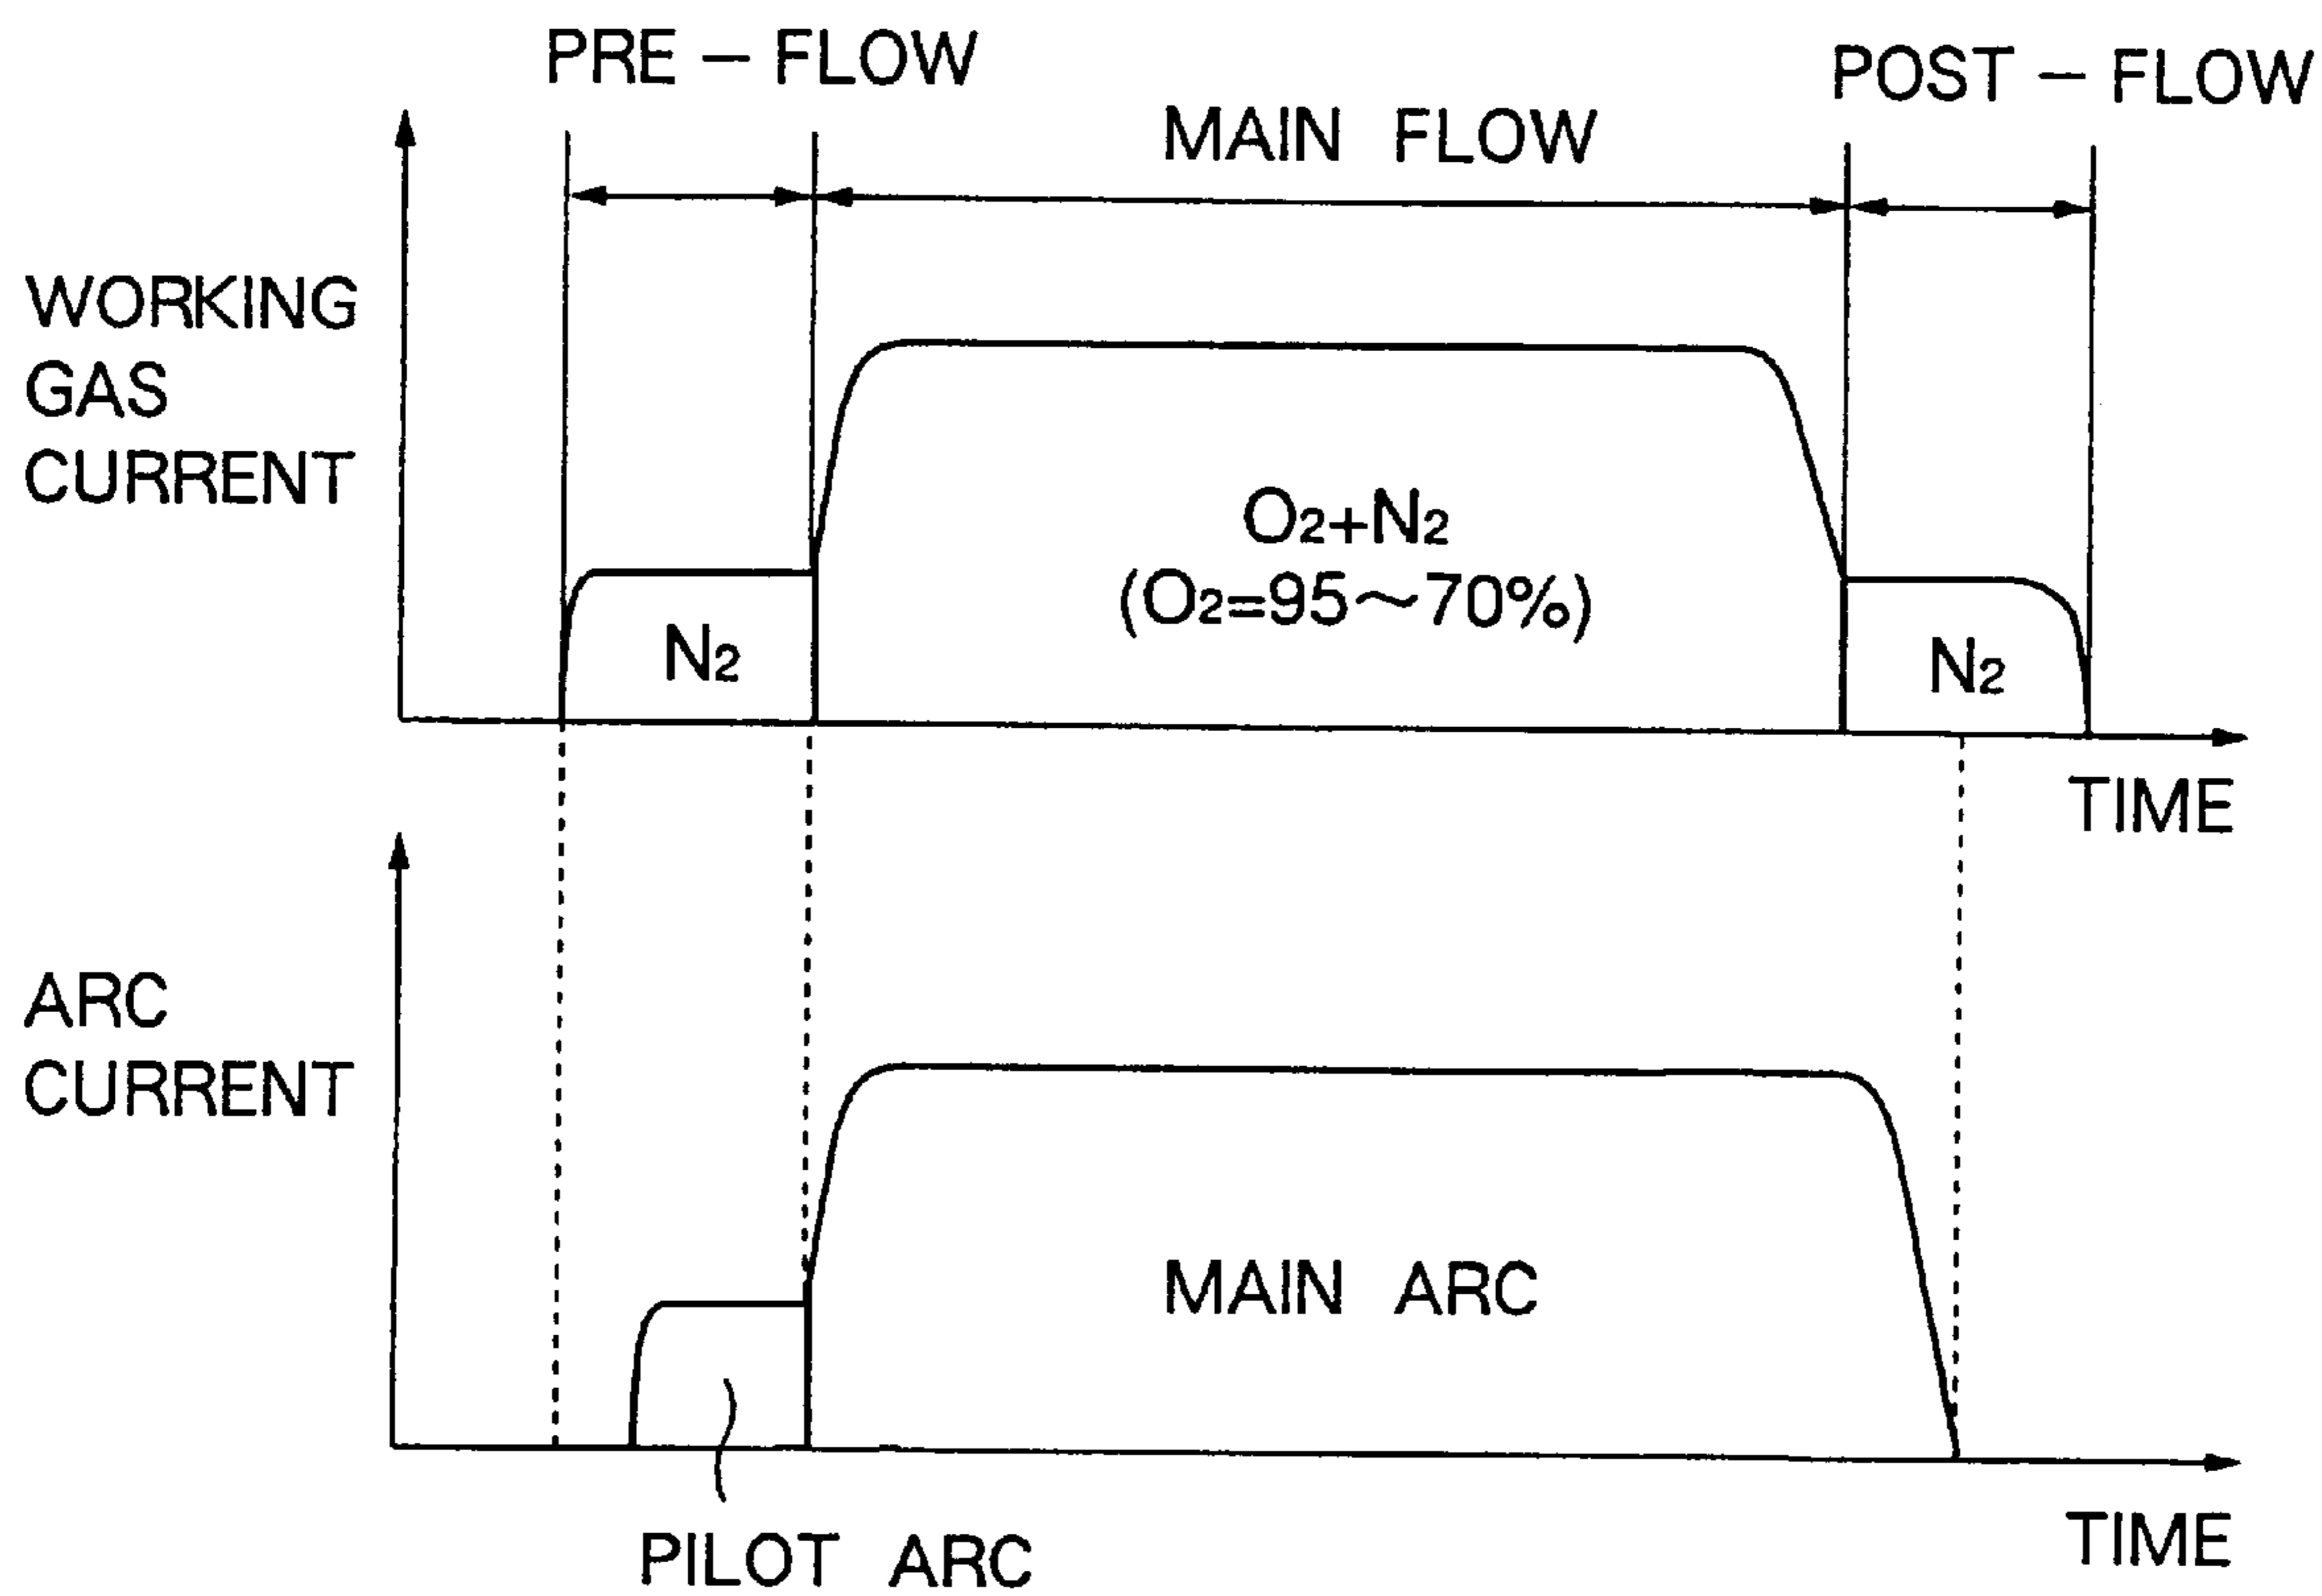 PRE – FLOW
POST – FLOW
MAIN FLOW
WORKING
GAS
CURRENT
O₂+N₂
(O₂=95～70%)
N₂
N₂
TIME
ARC
CURRENT
MAIN ARC
PILOT ARC
TIME